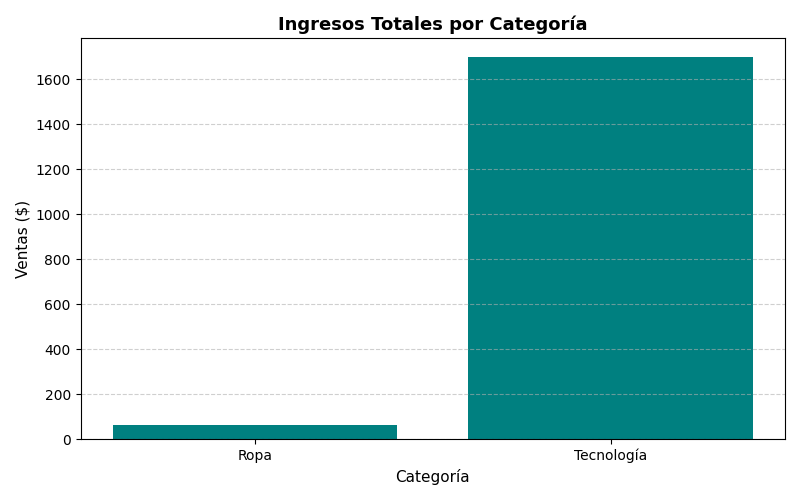 Ingresos Totales por Categoría
Ventas ($)
1600
1400
1200
1000
800
600
400
200
0
Ropa
Tecnología
Categoría